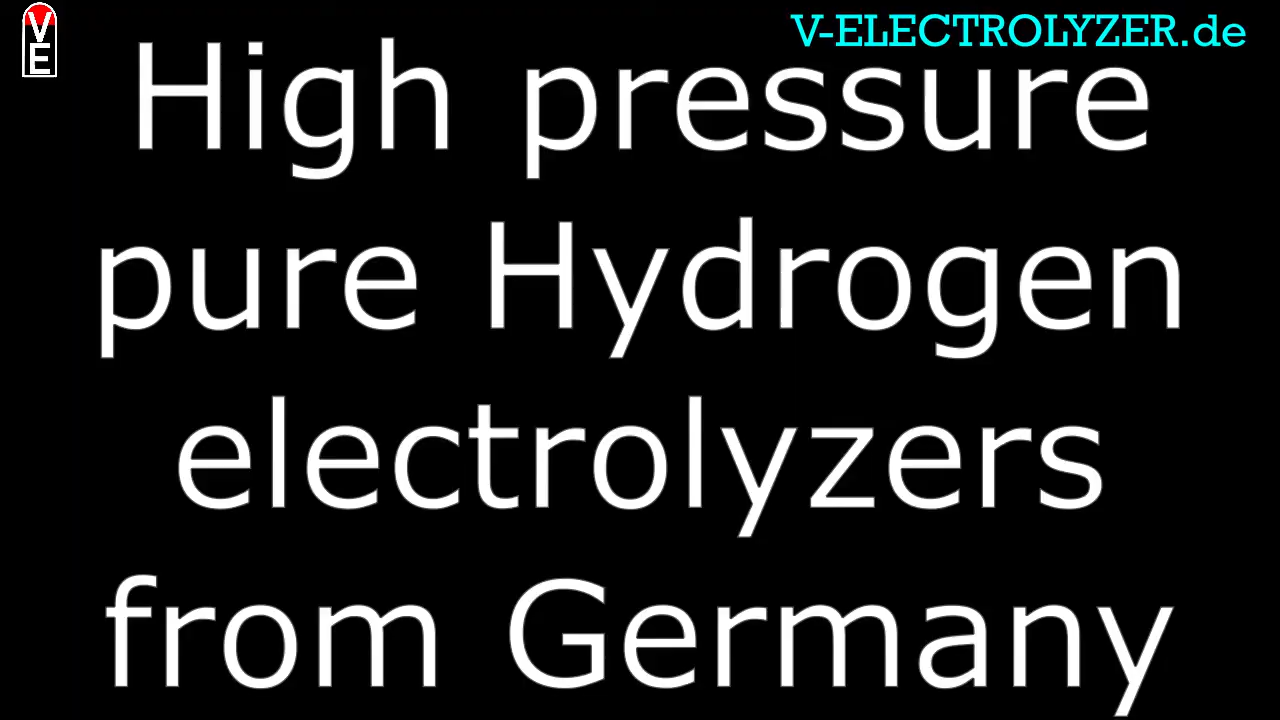 V
E
V-ELECTROLYZER.de
High pressure
pure Hydrogen
electrolyzers
from Germany